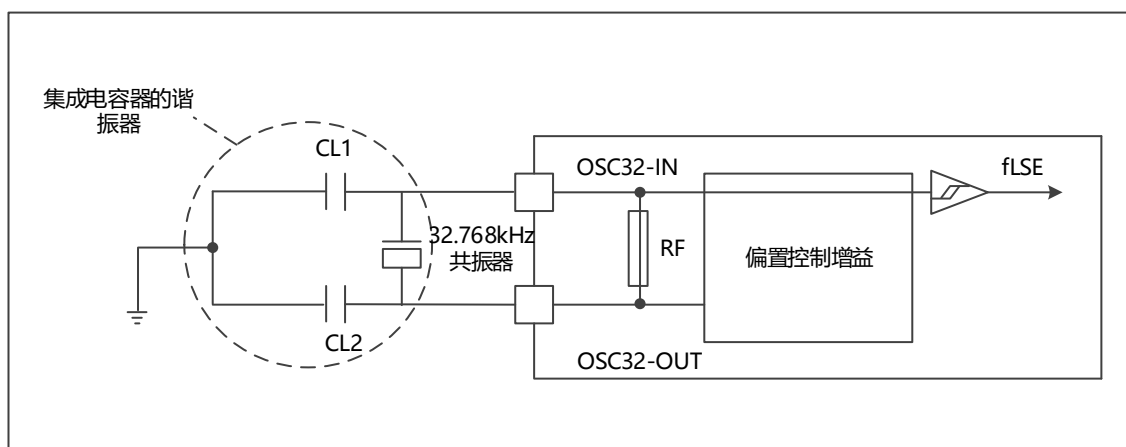 集成电容器的谐
振器
CL1
OSC32-IN
fLSE
32.768kHz
共振器
RF
偏置控制增益
CL2
OSC32-OUT